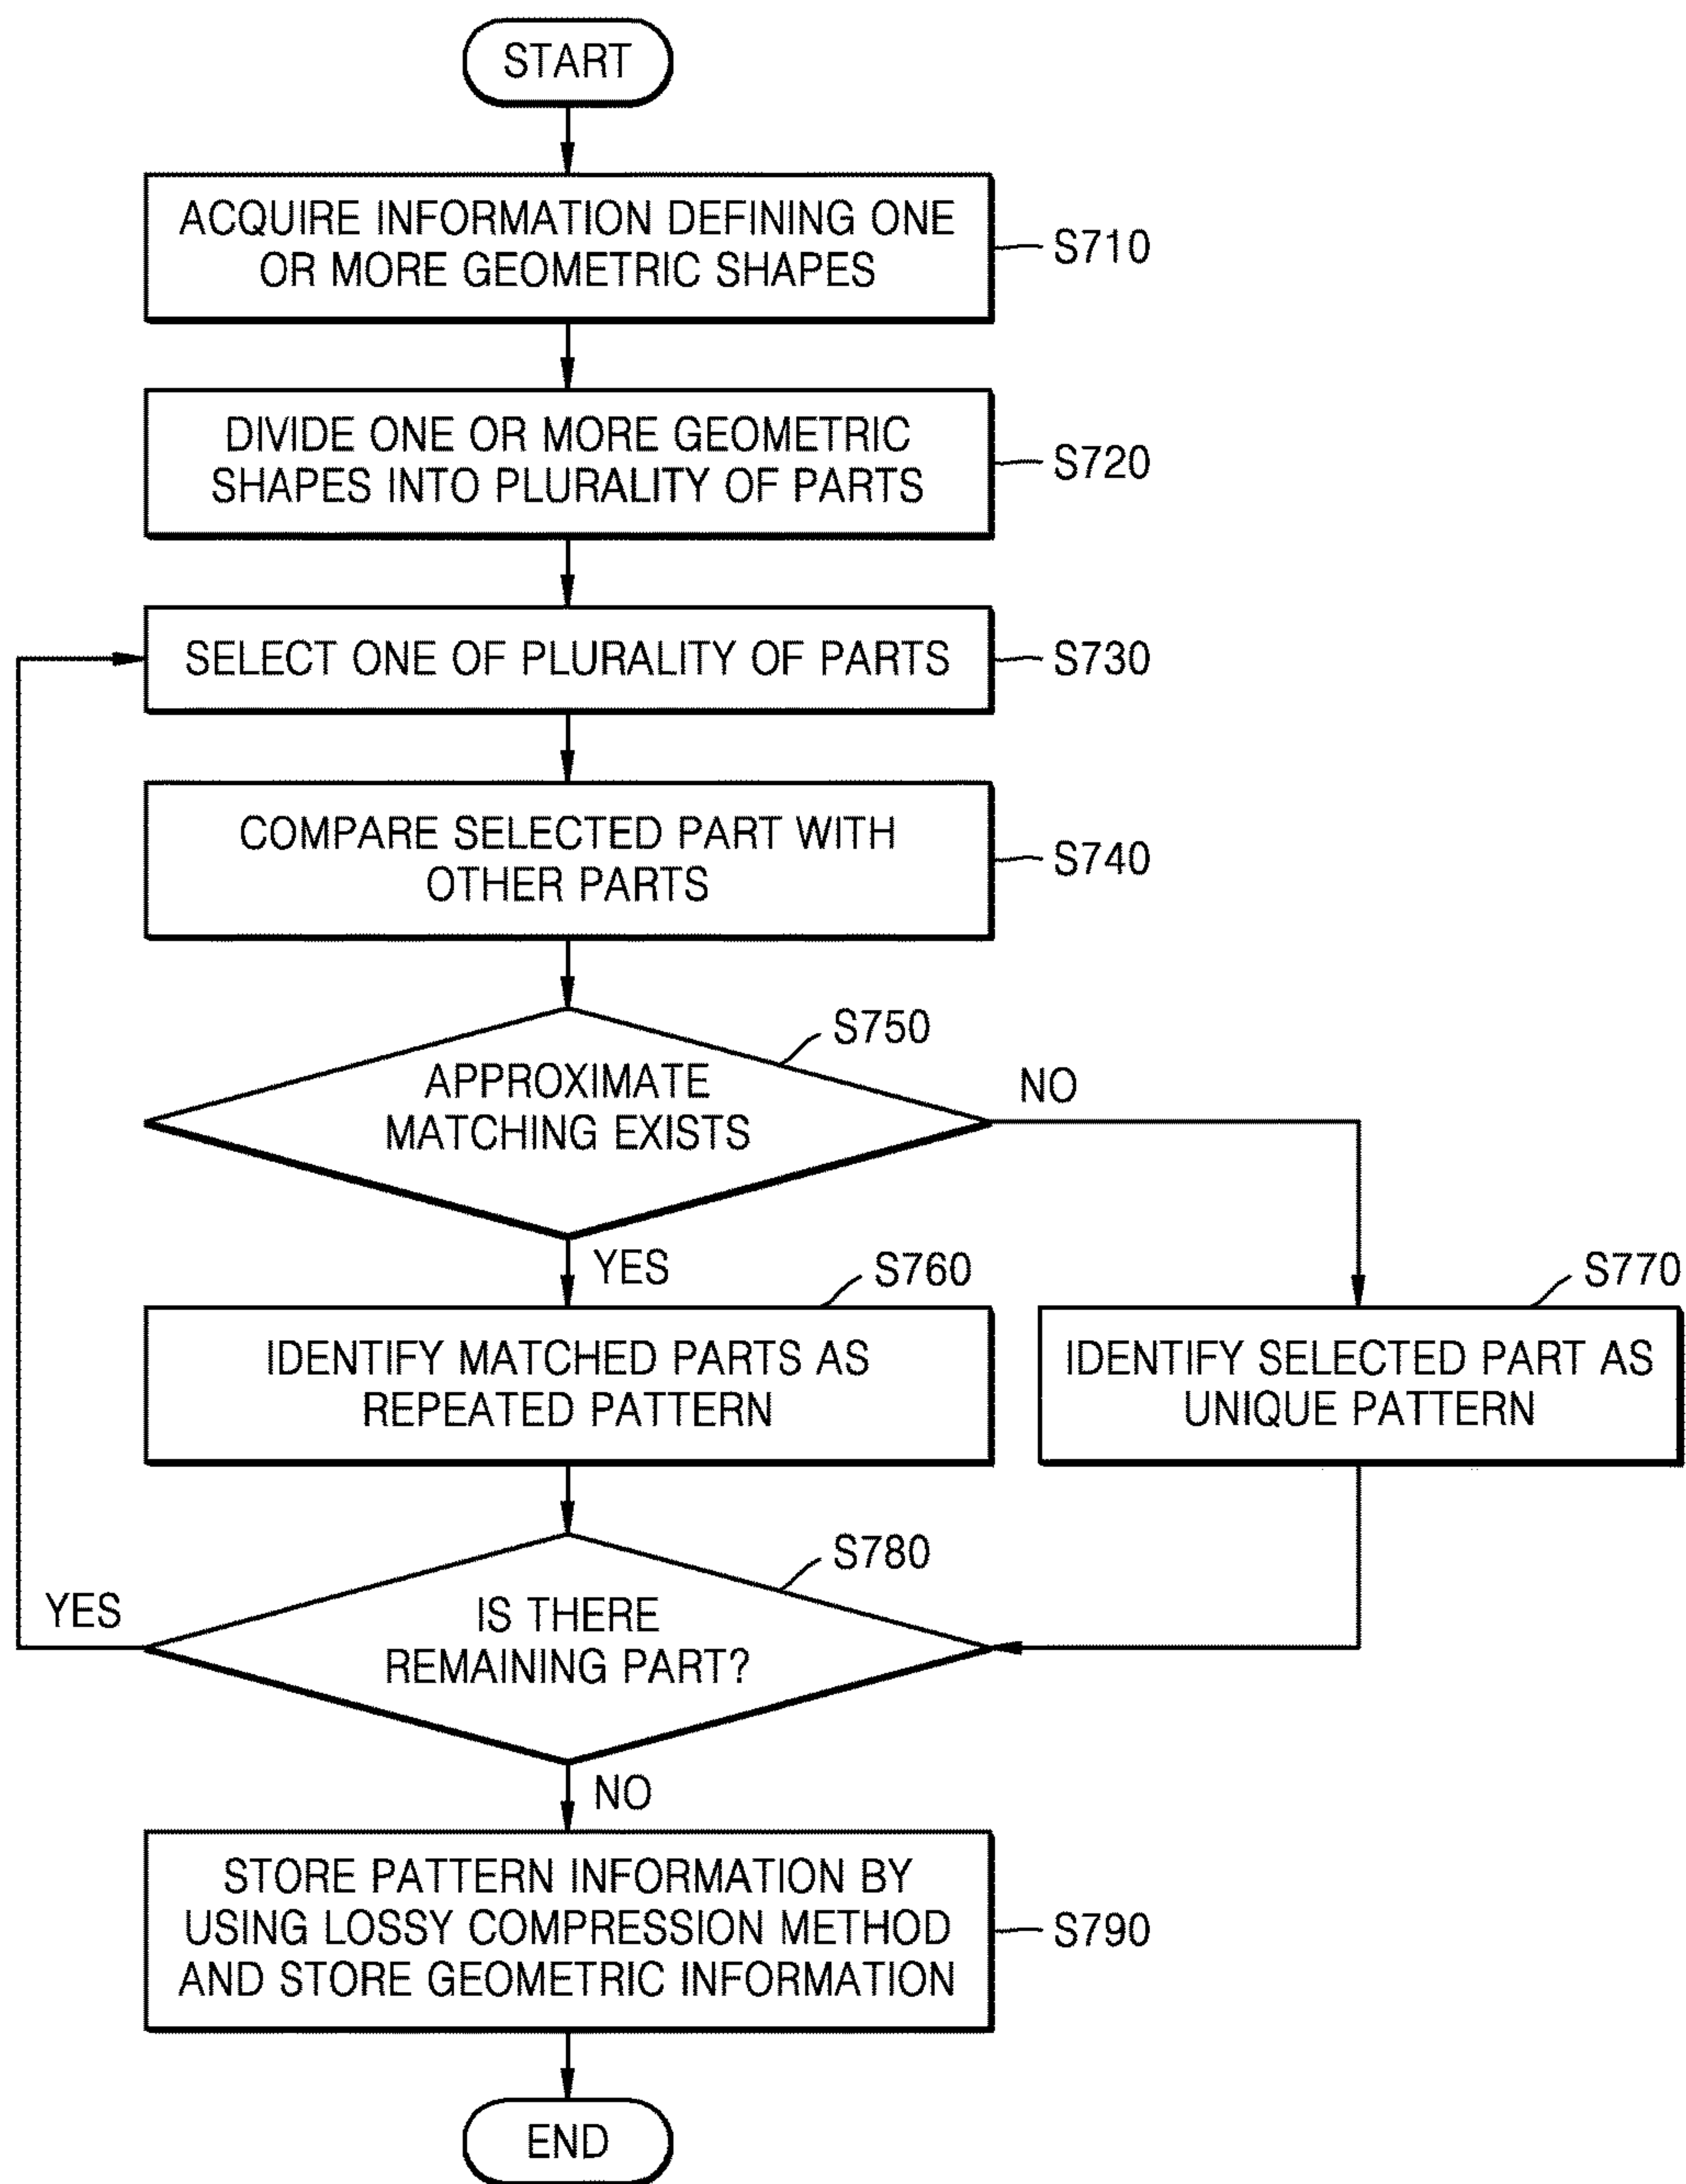 START
ACQUIRE INFORMATION DEFINING ONE
OR MORE GEOMETRIC SHAPES
S710
DIVIDE ONE OR MORE GEOMETRIC
SHAPES INTO PLURALITY OF PARTS
S720
SELECT ONE OF PLURALITY OF PARTS
S730
COMPARE SELECTED PART WITH
OTHER PARTS
S740
S750
APPROXIMATE
MATCHING EXISTS
NO
YES
S760
IDENTIFY MATCHED PARTS AS
REPEATED PATTERN
S770
IDENTIFY SELECTED PART AS
UNIQUE PATTERN
S780
IS THERE
REMAINING PART?
YES
NO
STORE PATTERN INFORMATION BY
USING LOSSY COMPRESSION METHOD
AND STORE GEOMETRIC INFORMATION
S790
END